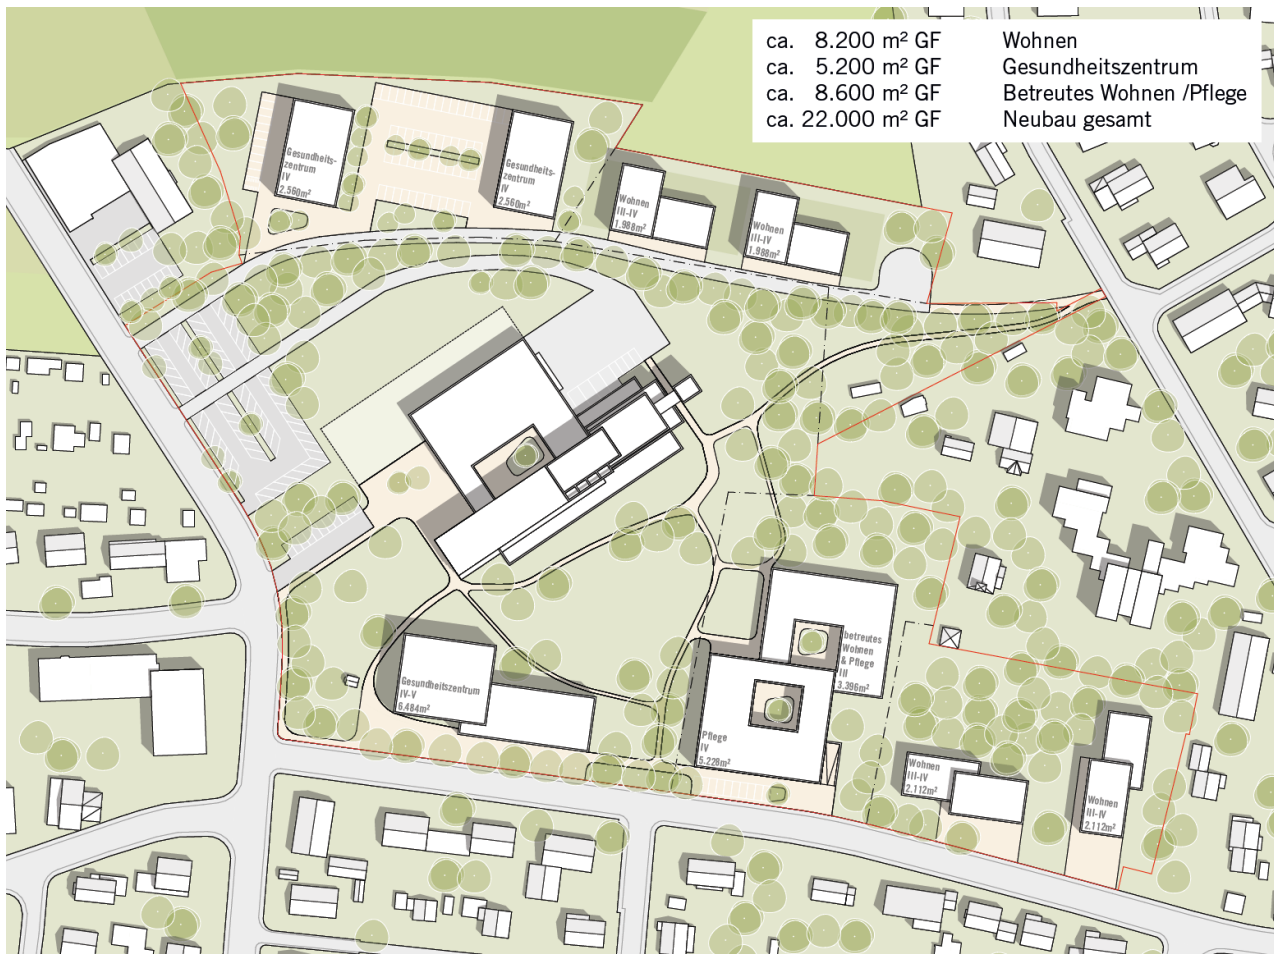 ca. 8.200 m² GF Wohnen
ca. 5.200 m² GF Gesundheitszentrum
ca. 8.600 m² GF Betreutes Wohnen /Pflege
ca. 22.000 m² GF Neubau gesamt
Gesundheits-
zentrum
IV
2.560m²
Gesundheits-
zentrum
IV
2.560m²
Wohnen
III-IV
1.988m²
Wohnen
III-IV
1.988m²
Gesundheitszentrum
IV-V
6.484m²
betreutes
Wohnen
& Pflege
III
3.396m²
Pflege
IV
5.228m²
Wohnen
III-IV
2.112m²
Wohnen
III-IV
2.112m²